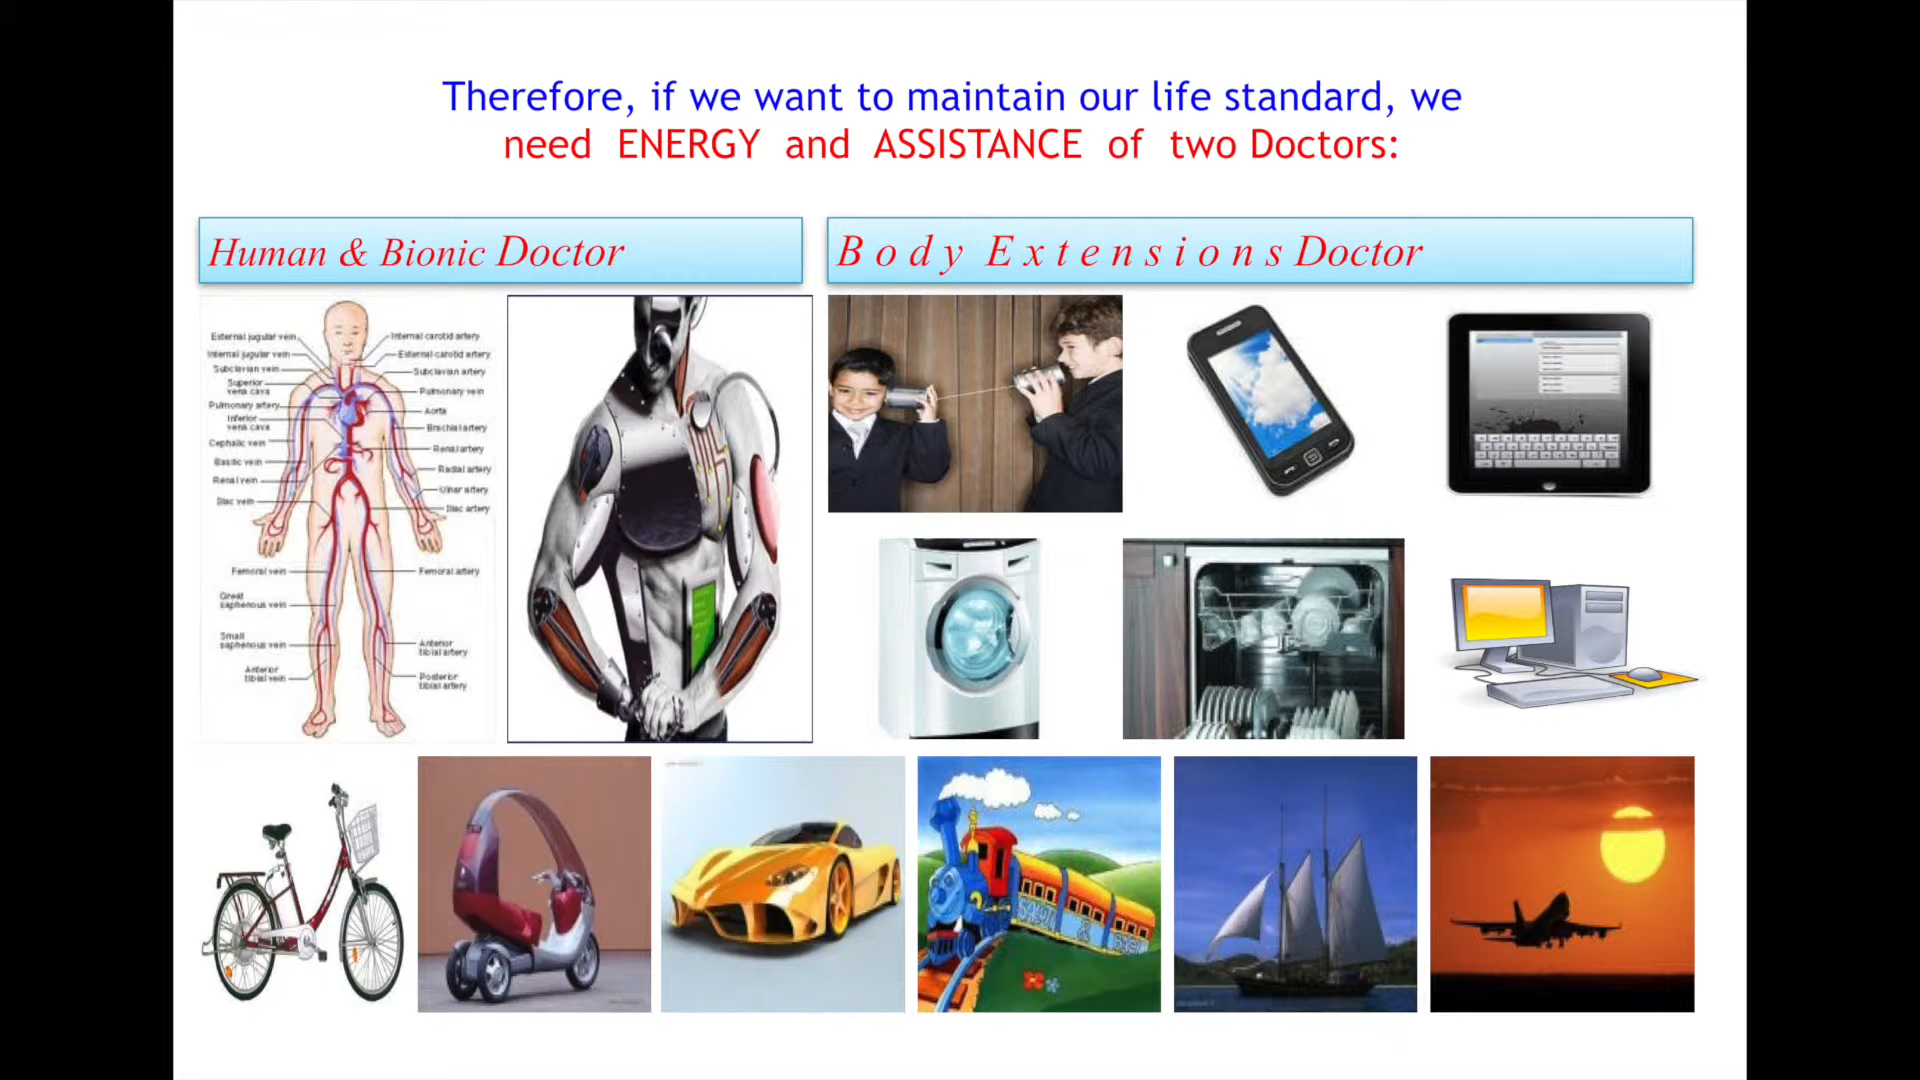 Therefore, if we want to maintain our life standard, we
need ENERGY and ASSISTANCE of two Doctors:
Human & Bionic Doctor
B o d y E x t e n s i o n s Doctor
External jugular vein
Internal jugular vein
Subclavian vein
Superior
vena cava
Pulmonary artery
Inferior
vena cava
Cephalic vein
Basilic vein
Renal vein
Iliac vein
Femoral vein
Great
saphenous vein
Small
saphenous vein
Anterior
tibial vein
Internal carotid artery
External carotid artery
Subclavian artery
Pulmonary vein
Aorta
Brachial artery
Renal artery
Radial artery
Ulnar artery
Iliac artery
Femoral artery
Anterior
tibial artery
Posterior
tibial artery